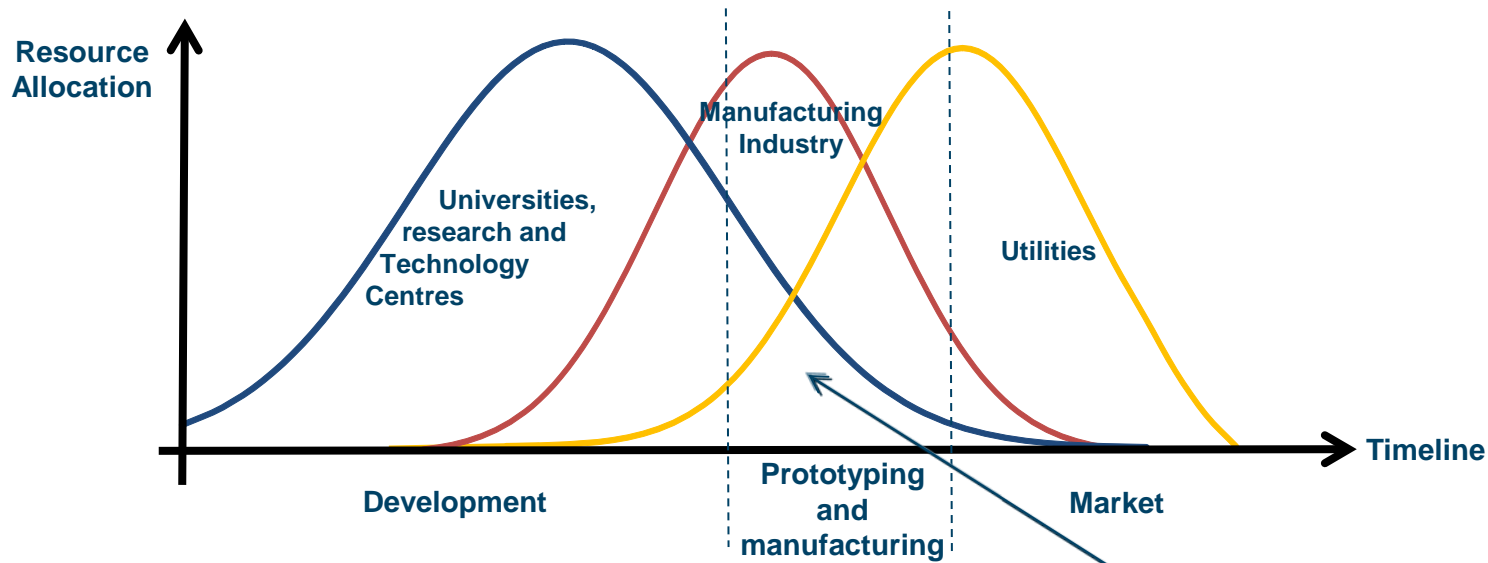 Resource
Allocation
Manufacturing
Industry
Universities,
research and
Technology
Centres
Utilities
Timeline
Development
Prototyping
and
manufacturing
Market